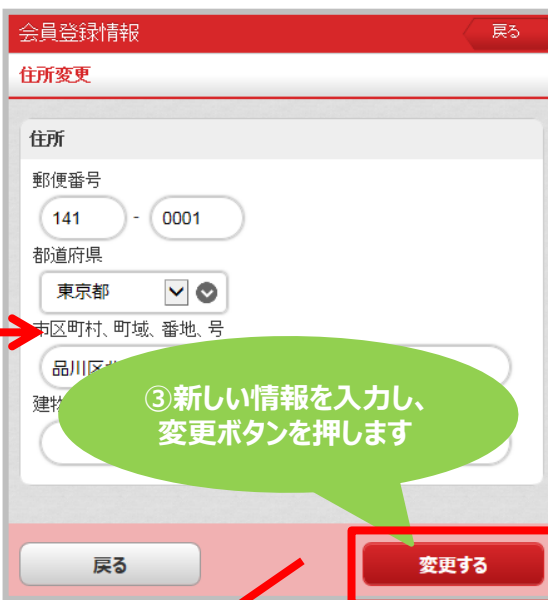 会員登録情報
戻る
住所変更
住所
郵便番号
141 - 0001
都道府県
東京都
市区町村、町域、番地、号
品川区
建物
③新しい情報を入力し、
変更ボタンを押します
戻る
変更する